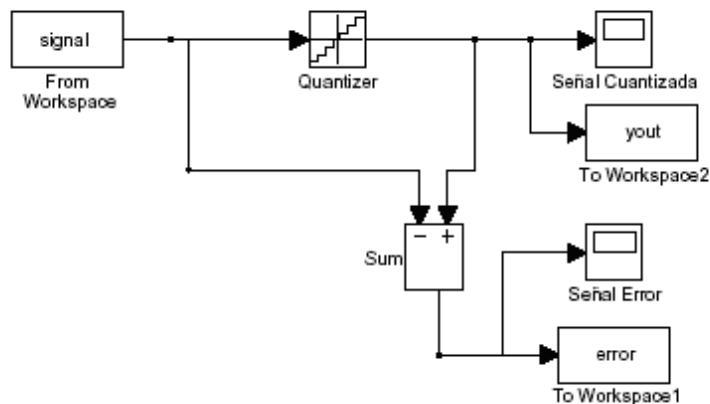 signal
From
Workspace
Quantizer
Señal Cuantizada
yout
To Workspace2
− +
Sum
Señal Error
error
To Workspace1